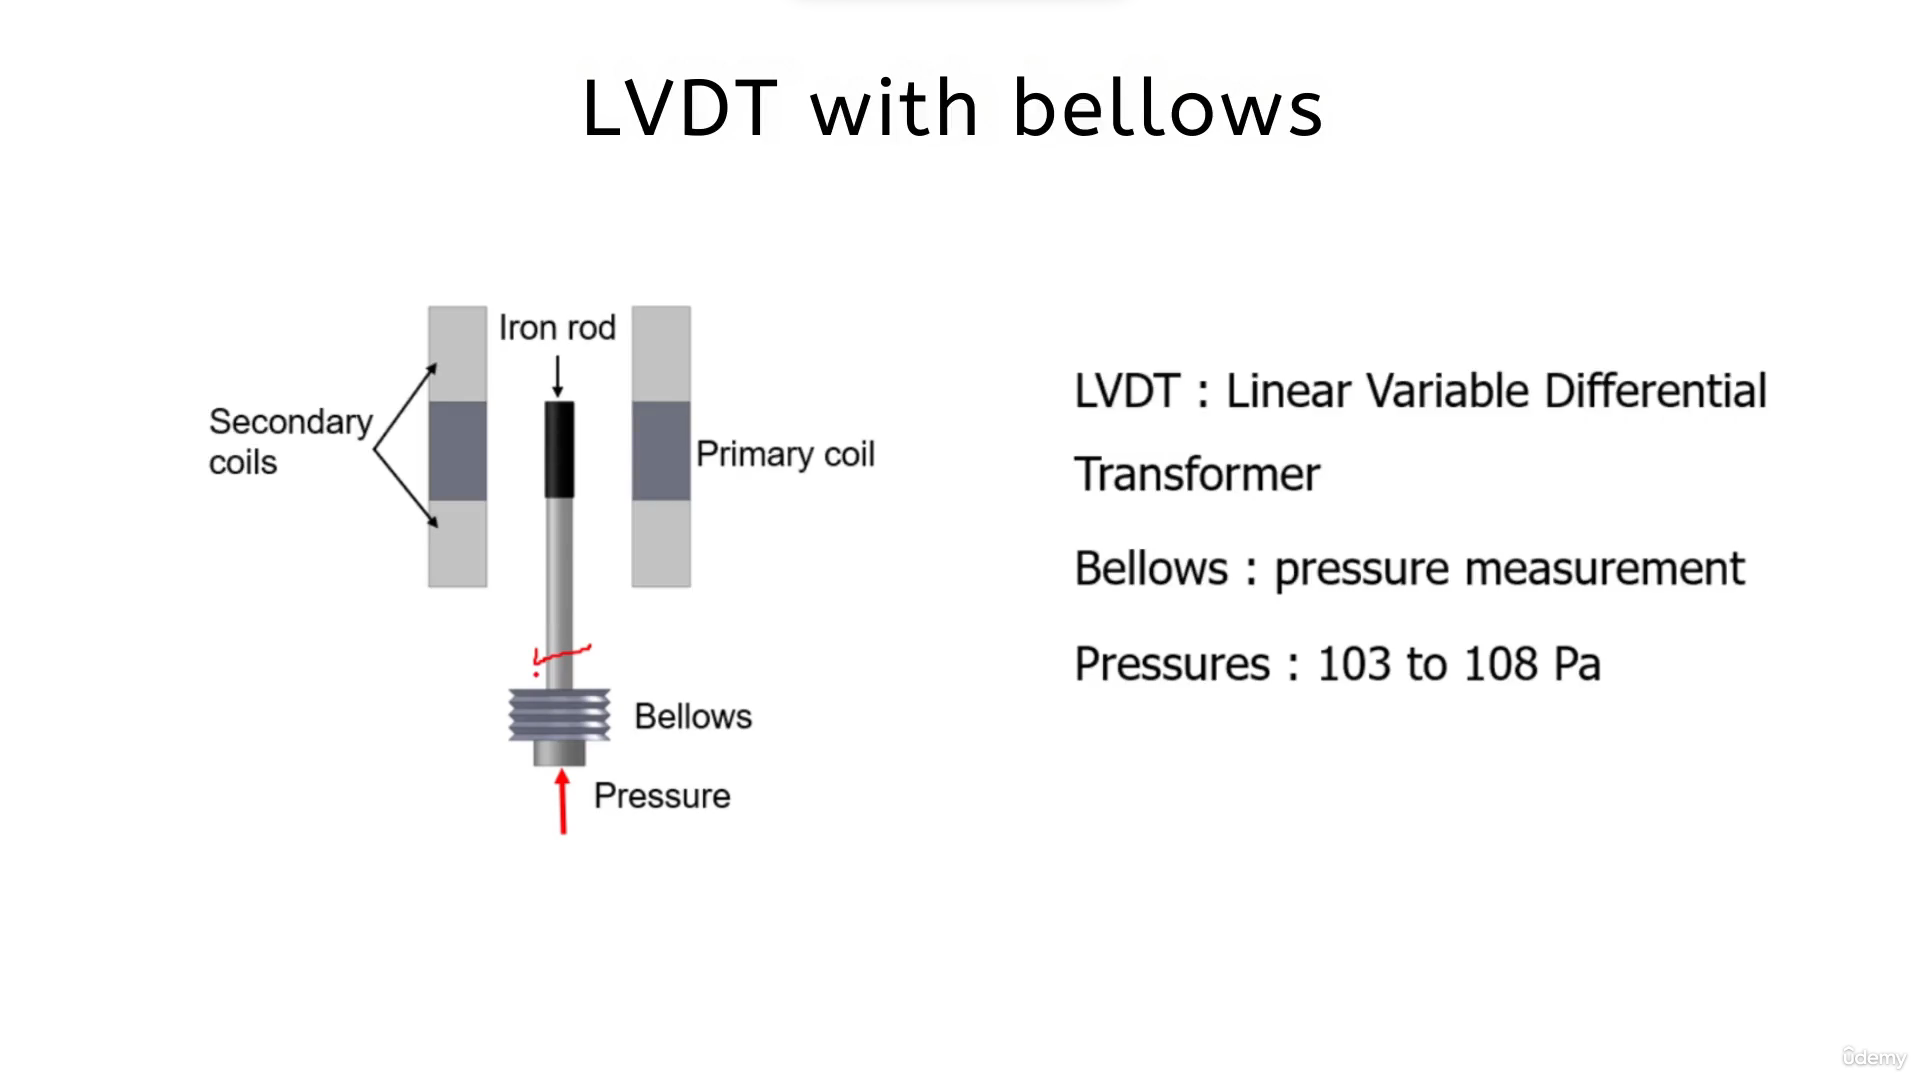 LVDT with bellows
Iron rod
Secondary
coils
Primary coil
Bellows
Pressure
LVDT : Linear Variable Differential
Transformer
Bellows : pressure measurement
Pressures : 103 to 108 Pa
ûdemy